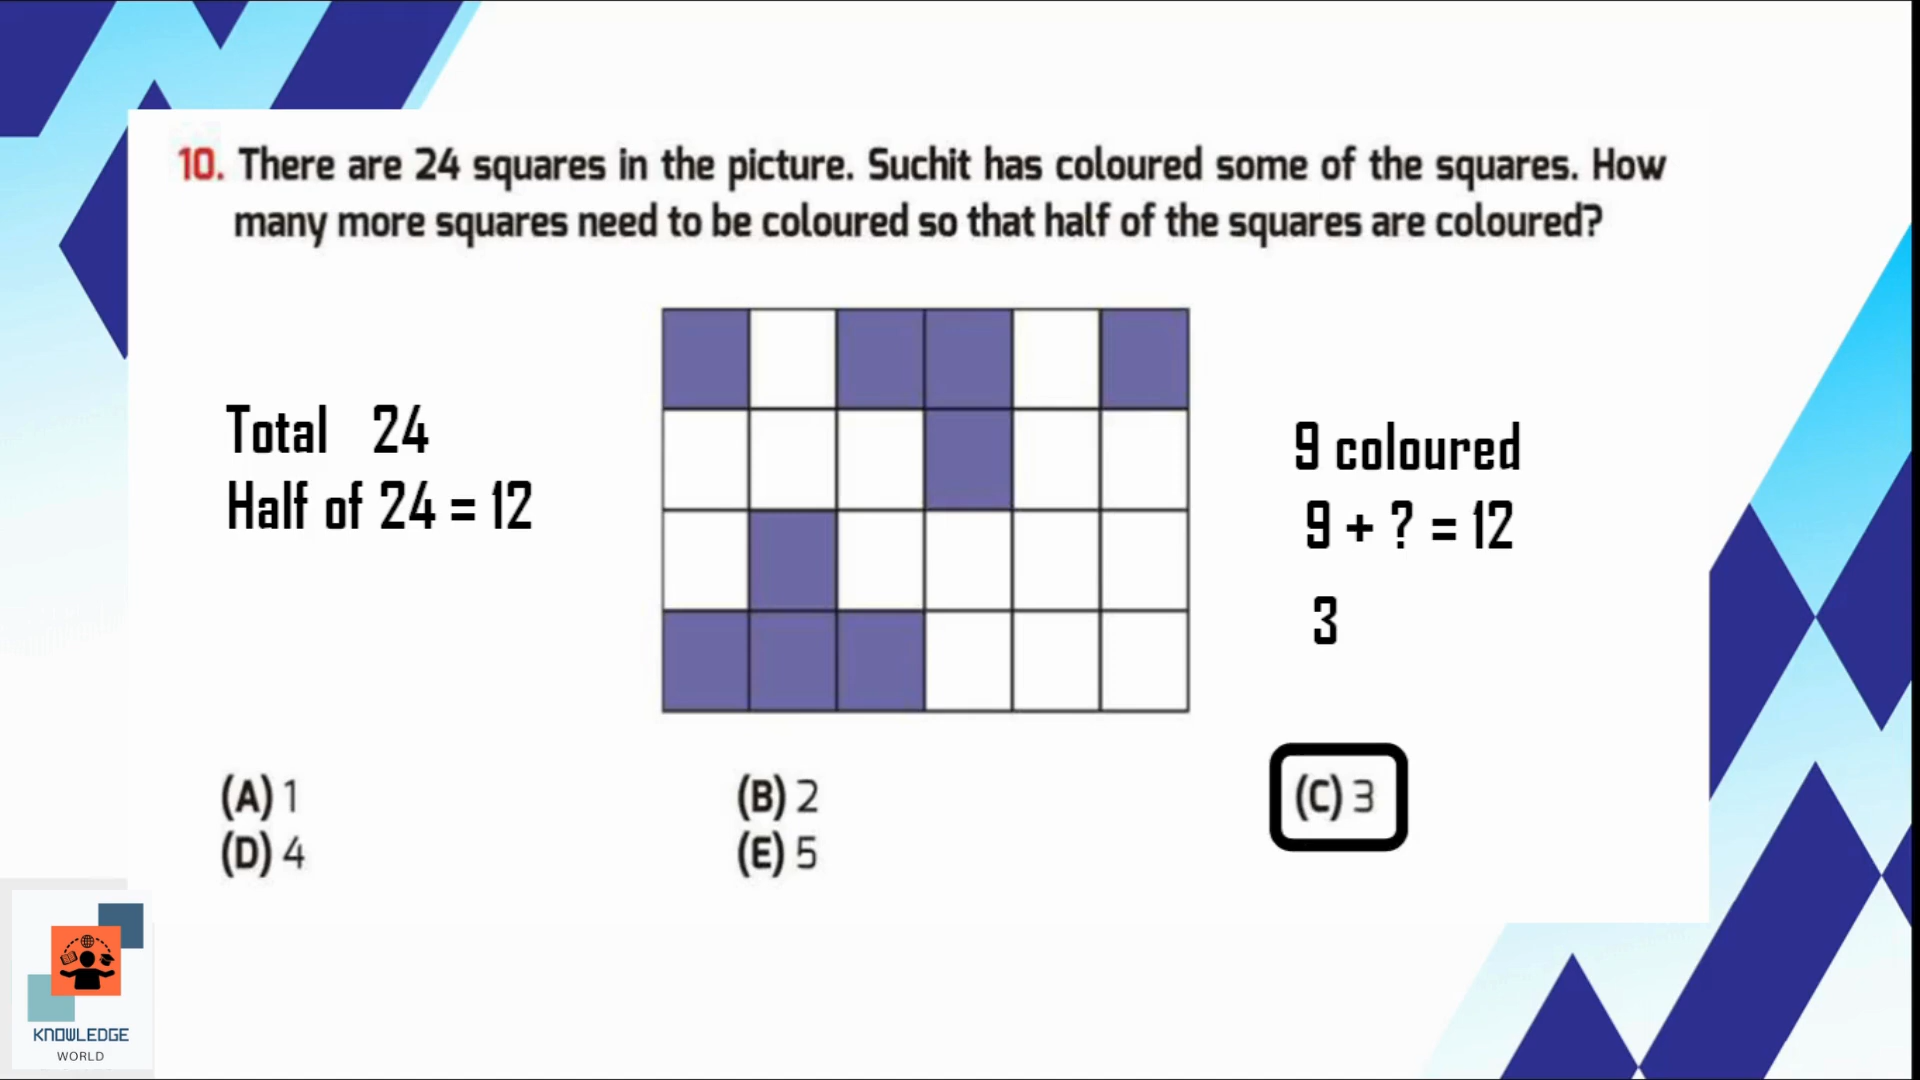 10. There are 24 squares in the picture. Suchit has coloured some of the squares. How
many more squares need to be coloured so that half of the squares are coloured?
Total 24
Half of 24 = 12
9 coloured
9 + ? = 12
3
(A) 1
(B) 2
(C) 3
(D) 4
(E) 5
KNOWLEDGE
WORLD